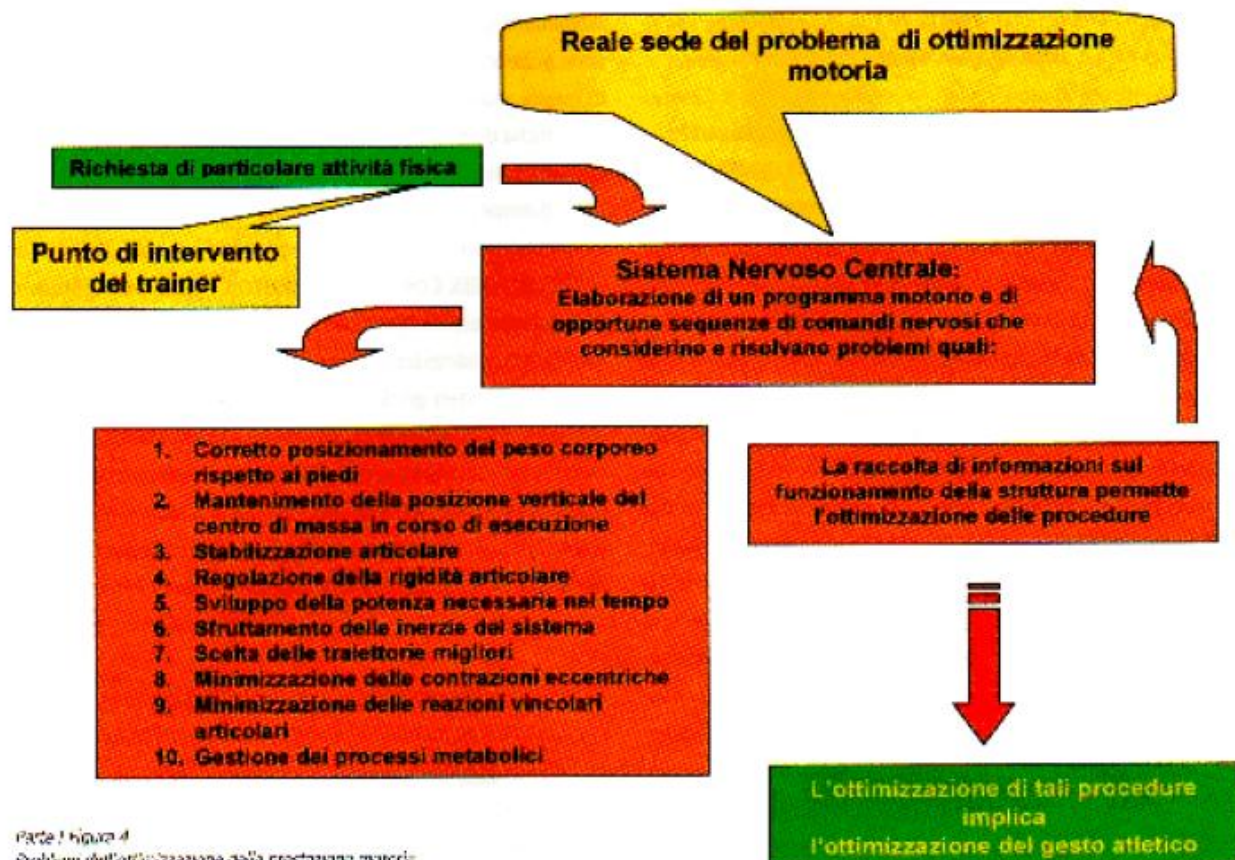 Reale sede del problema di ottimizzazione
motoria
Richiesta di particolare attività fisica
Punto di intervento
del trainer
Sistema Nervoso Centrale:
Elaborazione di un programma motorio e di
opportune sequenze di comandi nervosi che
considerino e risolvano problemi quali:
1. Corretto posizionamento del peso corporeo
rispetto ai piedi
2. Mantenimento della posizione verticale del
centro di massa in corso di esecuzione
3. Stabilizzazione articolare
4. Regolazione della rigidità articolare
5. Sviluppo della potenza necessaria nel tempo
6. Sfruttamento delle inerzie del sistema
7. Scelta delle traiettorie migliori
8. Minimizzazione delle contrazioni eccentriche
9. Minimizzazione delle reazioni vincolari
articolari
10. Gestione dei processi metabolici
La raccolta di informazioni sul
funzionamento della struttura permette
l'ottimizzazione delle procedure
L'ottimizzazione di tali procedure
implica
l'ottimizzazione del gesto atletico
Parte I Figura 4